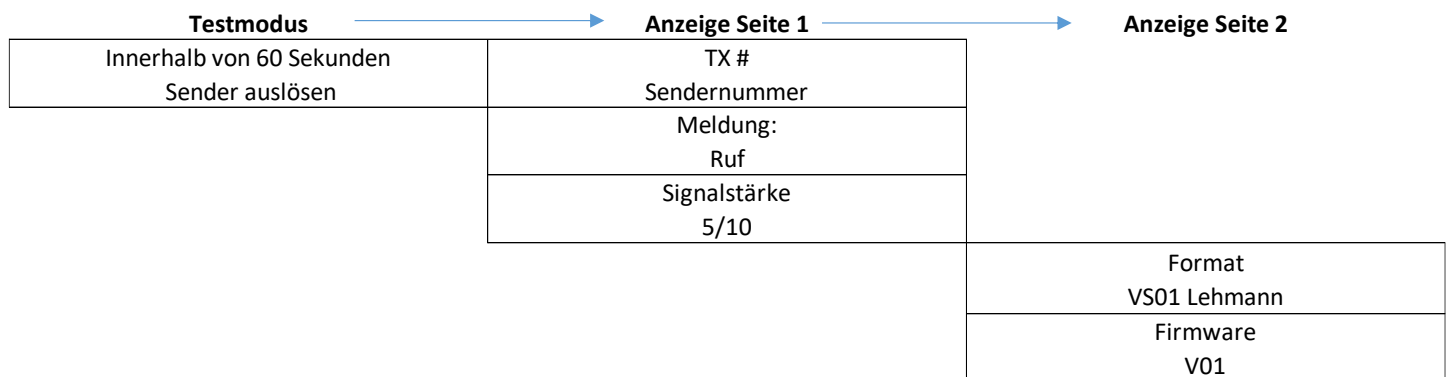 Testmodus Anzeige Seite 1 Anzeige Seite 2
Innerhalb von 60 Sekunden TX #
Sender auslösen Sendernummer
Meldung:
Ruf
Signalstärke
5/10
Format
VS01 Lehmann
Firmware
V01